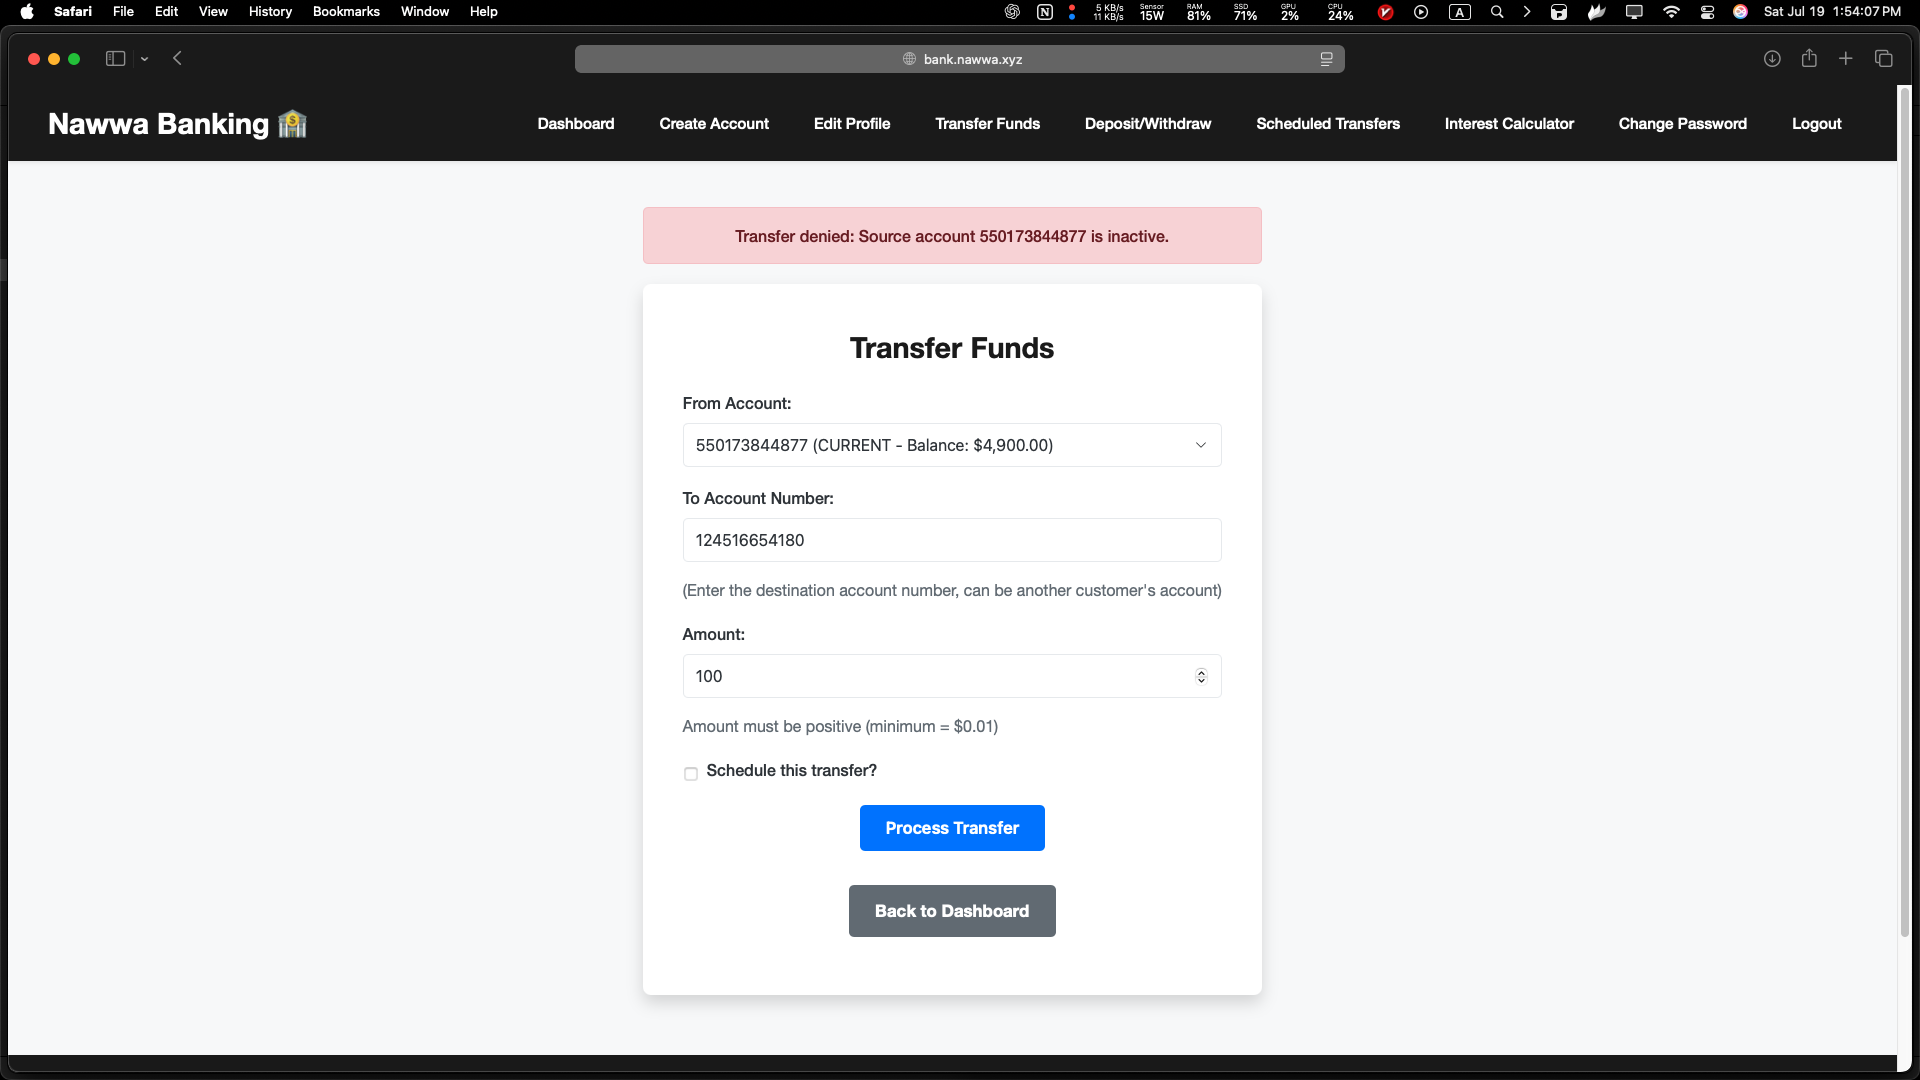 Safari File Edit View History Bookmarks Window Help
5 KB/s
11 KB/s
Sensor
15W
RAM
81%
SSD
71%
GPU
2%
CPU
24%
A
Sat Jul 19 1:54:07 PM
bank.nawwa.xyz
Nawwa Banking
Dashboard Create Account Edit Profile Transfer Funds Deposit/Withdraw Scheduled Transfers Interest Calculator Change Password Logout
Transfer denied: Source account 550173844877 is inactive.
Transfer Funds
From Account:
550173844877 (CURRENT - Balance: $4,900.00)
To Account Number:
124516654180
(Enter the destination account number, can be another customer's account)
Amount:
100
Amount must be positive (minimum = $0.01)
Schedule this transfer?
Process Transfer
Back to Dashboard